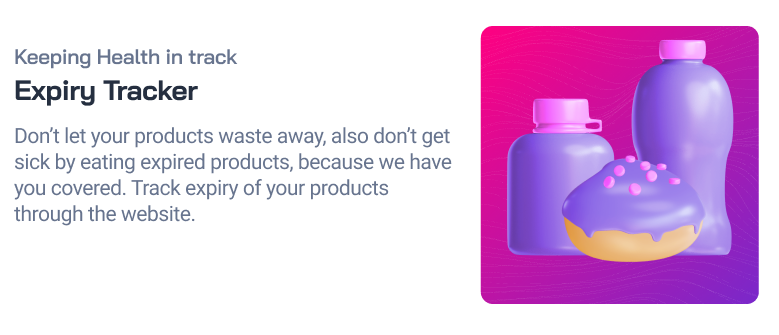 Keeping Health in track
Expiry Tracker
Don’t let your products waste away, also don’t get
sick by eating expired products, because we have
you covered. Track expiry of your products
through the website.